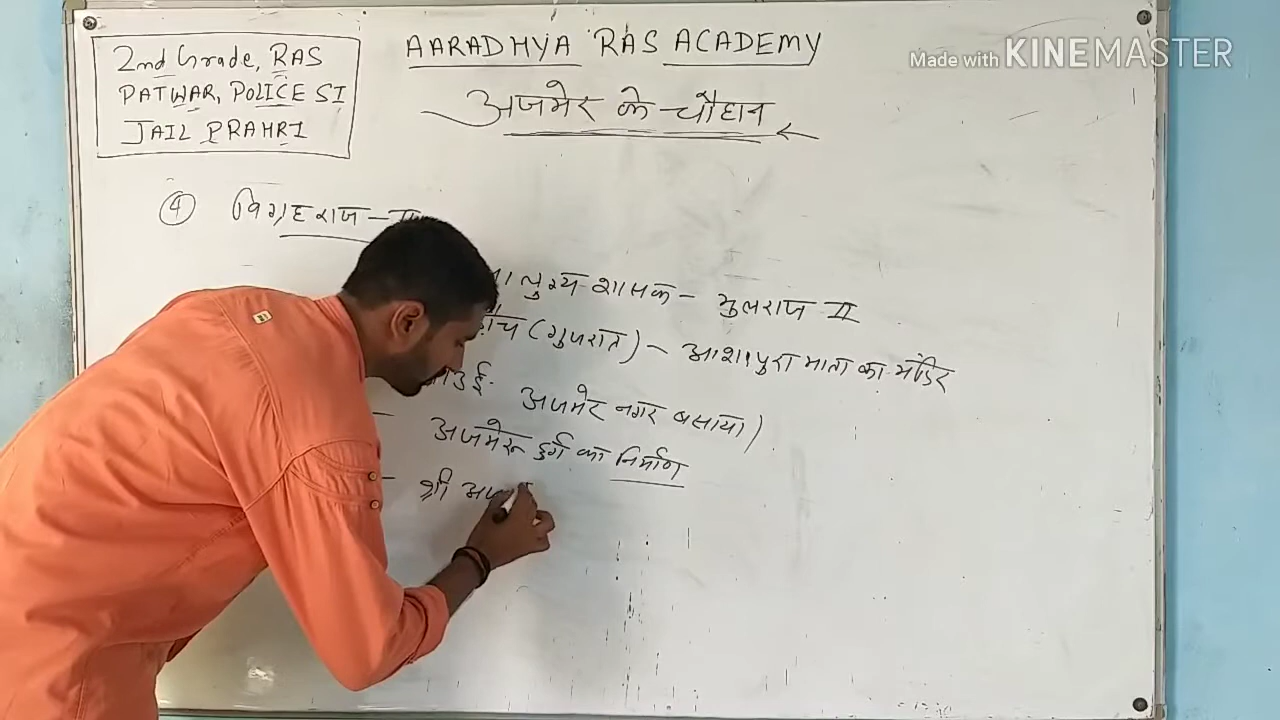 2nd Grade, RAS
PATWAR, POLICE SI
JAIL PRAHRI
AARADHYA RAS ACADEMY
Made with KINEMASTER
अजमेर के चौहान
④ विग्रहराज - II
शासक - मुलराज II
(गुजरात) - आशापुरा माता का मंदिर
अजमेर नगर बसाया)
- अजमेरू दुर्ग का निर्माण
- श्री